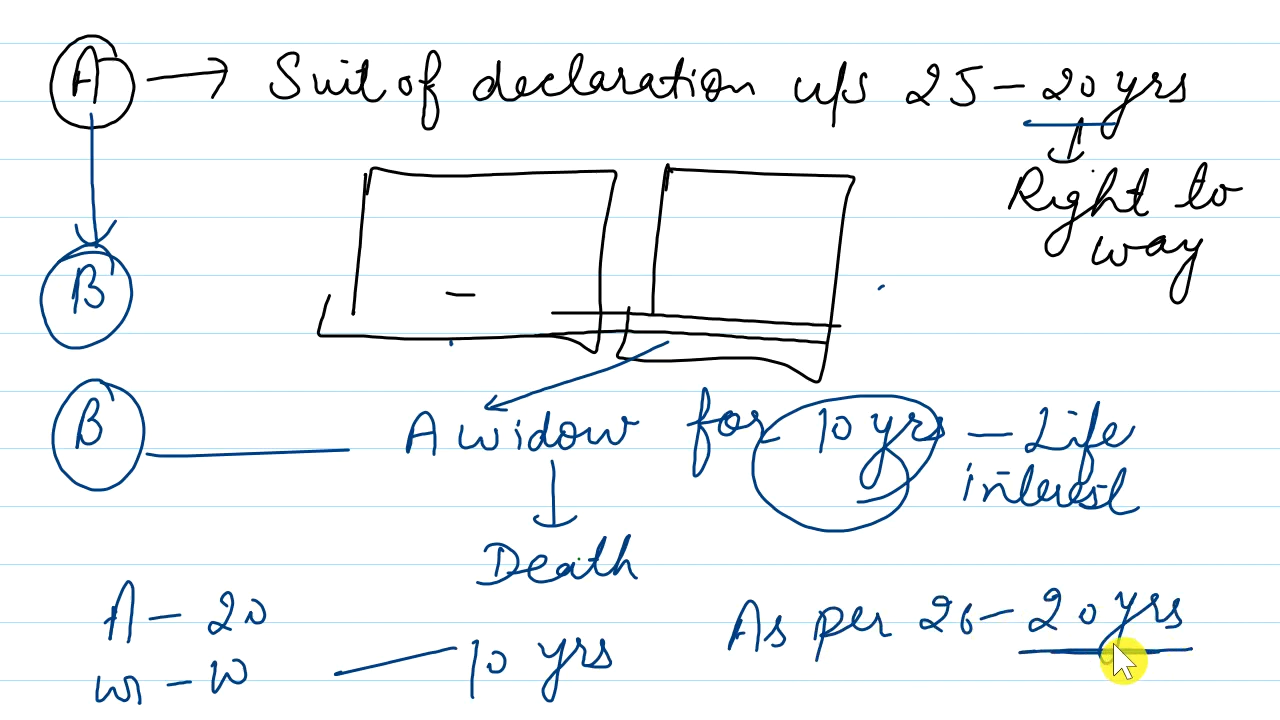 A → Suit of declaration u/s 25 – 20 yrs
Right to
way
B
B A widow for 10 yrs – Life
interest
Death
A – 20
As per 26 – 20 yrs
10 yrs